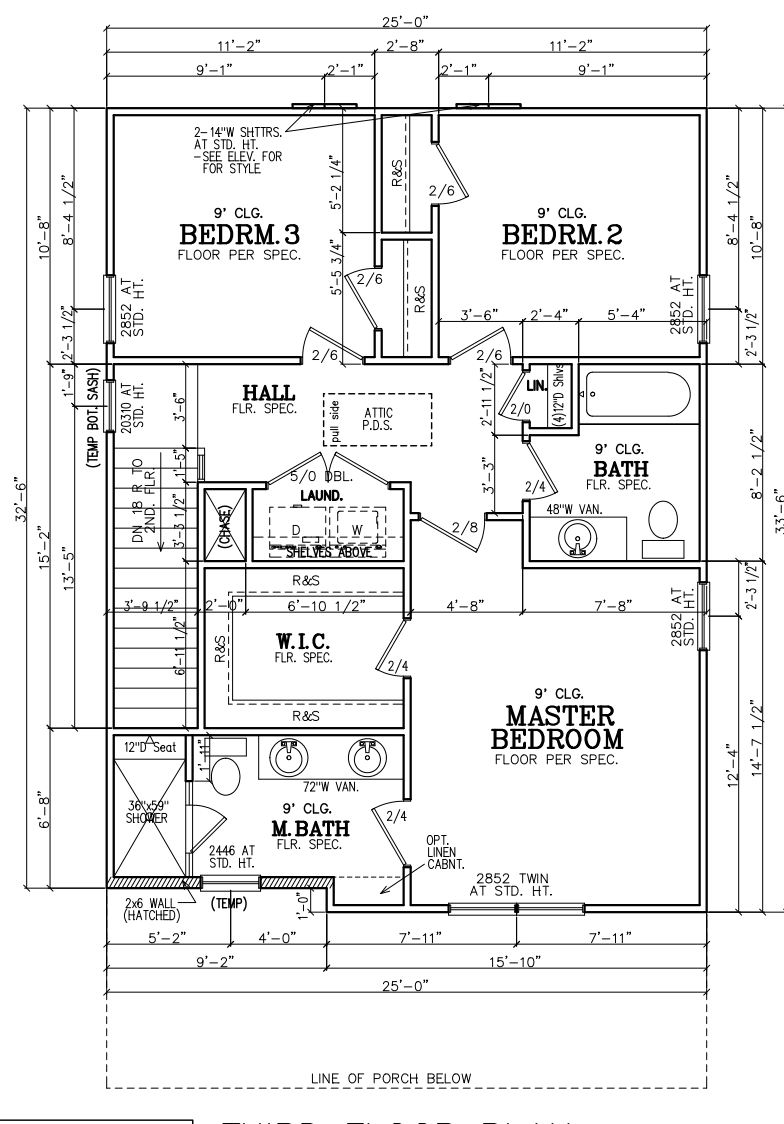 25'-0"
11'-2" 2'-8" 11'-2"
9'-1" 2'-1" 2'-1" 9'-1"
2-14"W SHTTRS.
AT STD. HT.
-SEE ELEV. FOR
FOR STYLE
R&S
2/6
5'-2 1/4"
8'-4 1/2"
10'-8"
8'-4 1/2"
10'-8"
9' CLG.
BEDRM.3
FLOOR PER SPEC.
9' CLG.
BEDRM.2
FLOOR PER SPEC.
2/6
5'-5 3/4"
R&S
2852 AT
STD. HT.
2852 AT
STD. HT.
3'-6" 2'-4" 5'-4"
2'-3 1/2"
2'-3 1/2"
2/6
2/6
1'-9"
(TEMP BOT. SASH)
20310 AT
STD. HT.
3'-6"
HALL
FLR. SPEC.
pull side
ATTIC
P.D.S.
2'-11 1/2"
LIN.
2/0
(4)12"D Shlvs
9' CLG.
BATH
FLR. SPEC.
8'-2 1/2"
DN 18 R TO
2ND. FLR.
1'-5"
5/0 DBL.
LAUND.
3'-3"
2/4
32'-6"
33'-6"
15'-2"
13'-5"
3'-3 1/2"
(CHASE)
D
W
SHELVES ABOVE
2/8
48"W VAN.
R&S
3'-9 1/2" 2'-0" 6'-10 1/2" 4'-8" 7'-8"
2852 AT
STD. HT.
2'-3 1/2"
6'-11 1/2"
R&S
W.I.C.
FLR. SPEC.
2/4
R&S
9' CLG.
MASTER
BEDROOM
FLOOR PER SPEC.
12'-4"
14'-7 1/2"
12"D Seat
1'-11"
72"W VAN.
6'-8"
36"x59"
SHOWER
9' CLG.
M.BATH
FLR. SPEC.
2/4
2446 AT
STD. HT.
OPT.
LINEN
CABNT.
2852 TWIN
AT STD. HT.
2x6 WALL
(HATCHED)
(TEMP)
1'-0"
5'-2" 4'-0" 7'-11" 7'-11"
9'-2" 15'-10"
25'-0"
LINE OF PORCH BELOW
THIRD FLOOR PLAN